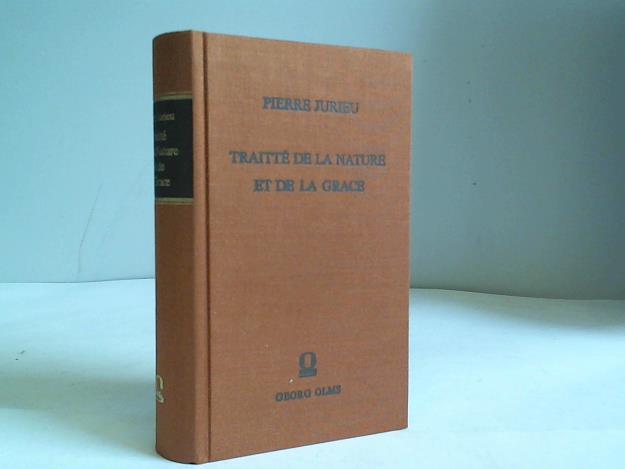 PIERRE JURIEU
TRAITTÉ DE LA NATURE
ET DE LA GRACE
GEORG OLMS